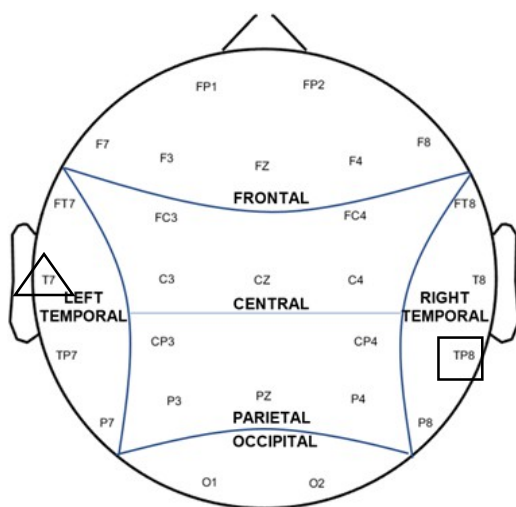 FP1 FP2
F7 F3 FZ F4 F8
FRONTAL
FT7 FC3 FC4 FT8
T7 C3 CZ C4 T8
LEFT TEMPORAL CENTRAL RIGHT TEMPORAL
TP7 CP3 CP4 TP8
P7 P3 PZ P4 P8
PARIETAL
OCCIPITAL
O1 O2